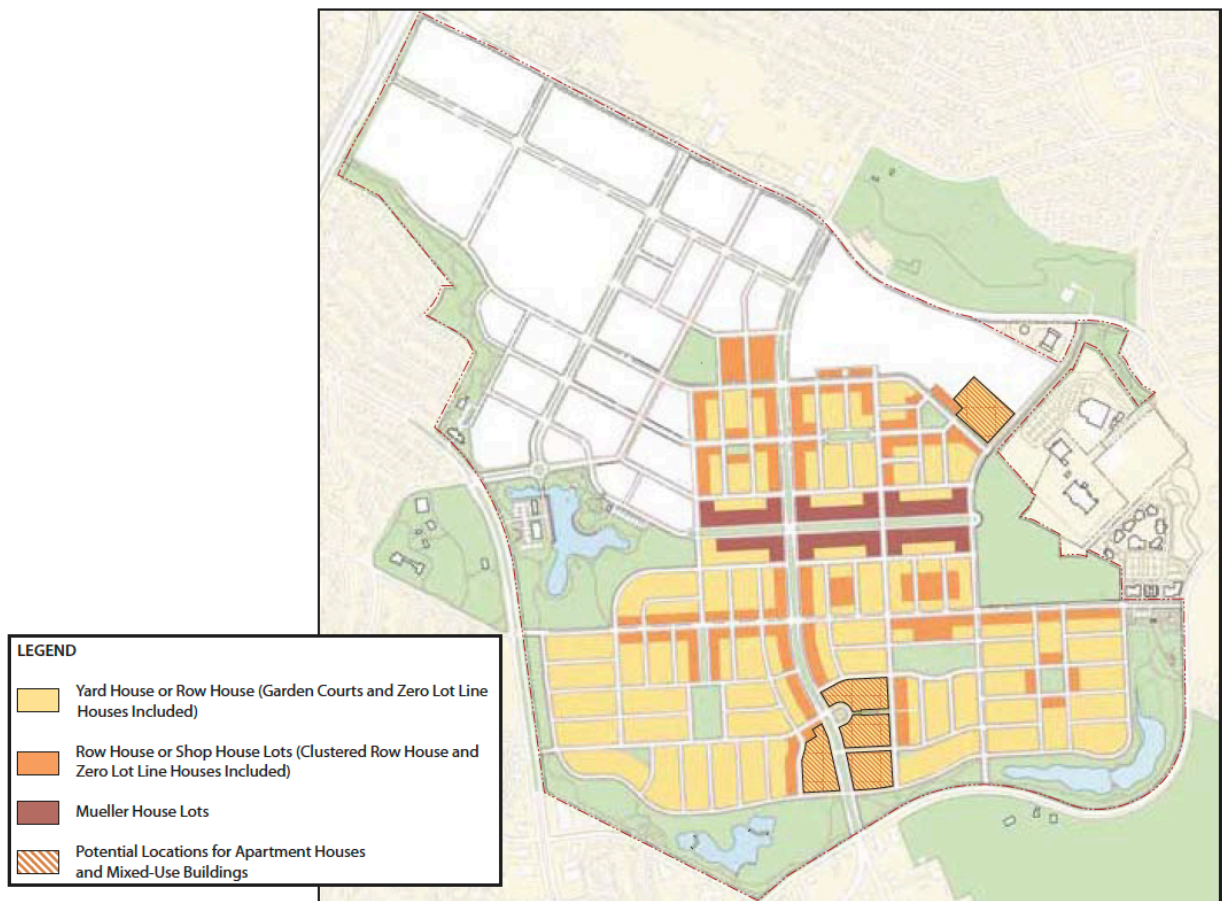 LEGEND
Yard House or Row House (Garden Courts and Zero Lot Line
Houses Included)
Row House or Shop House Lots (Clustered Row House and
Zero Lot Line Houses Included)
Mueller House Lots
Potential Locations for Apartment Houses
and Mixed-Use Buildings